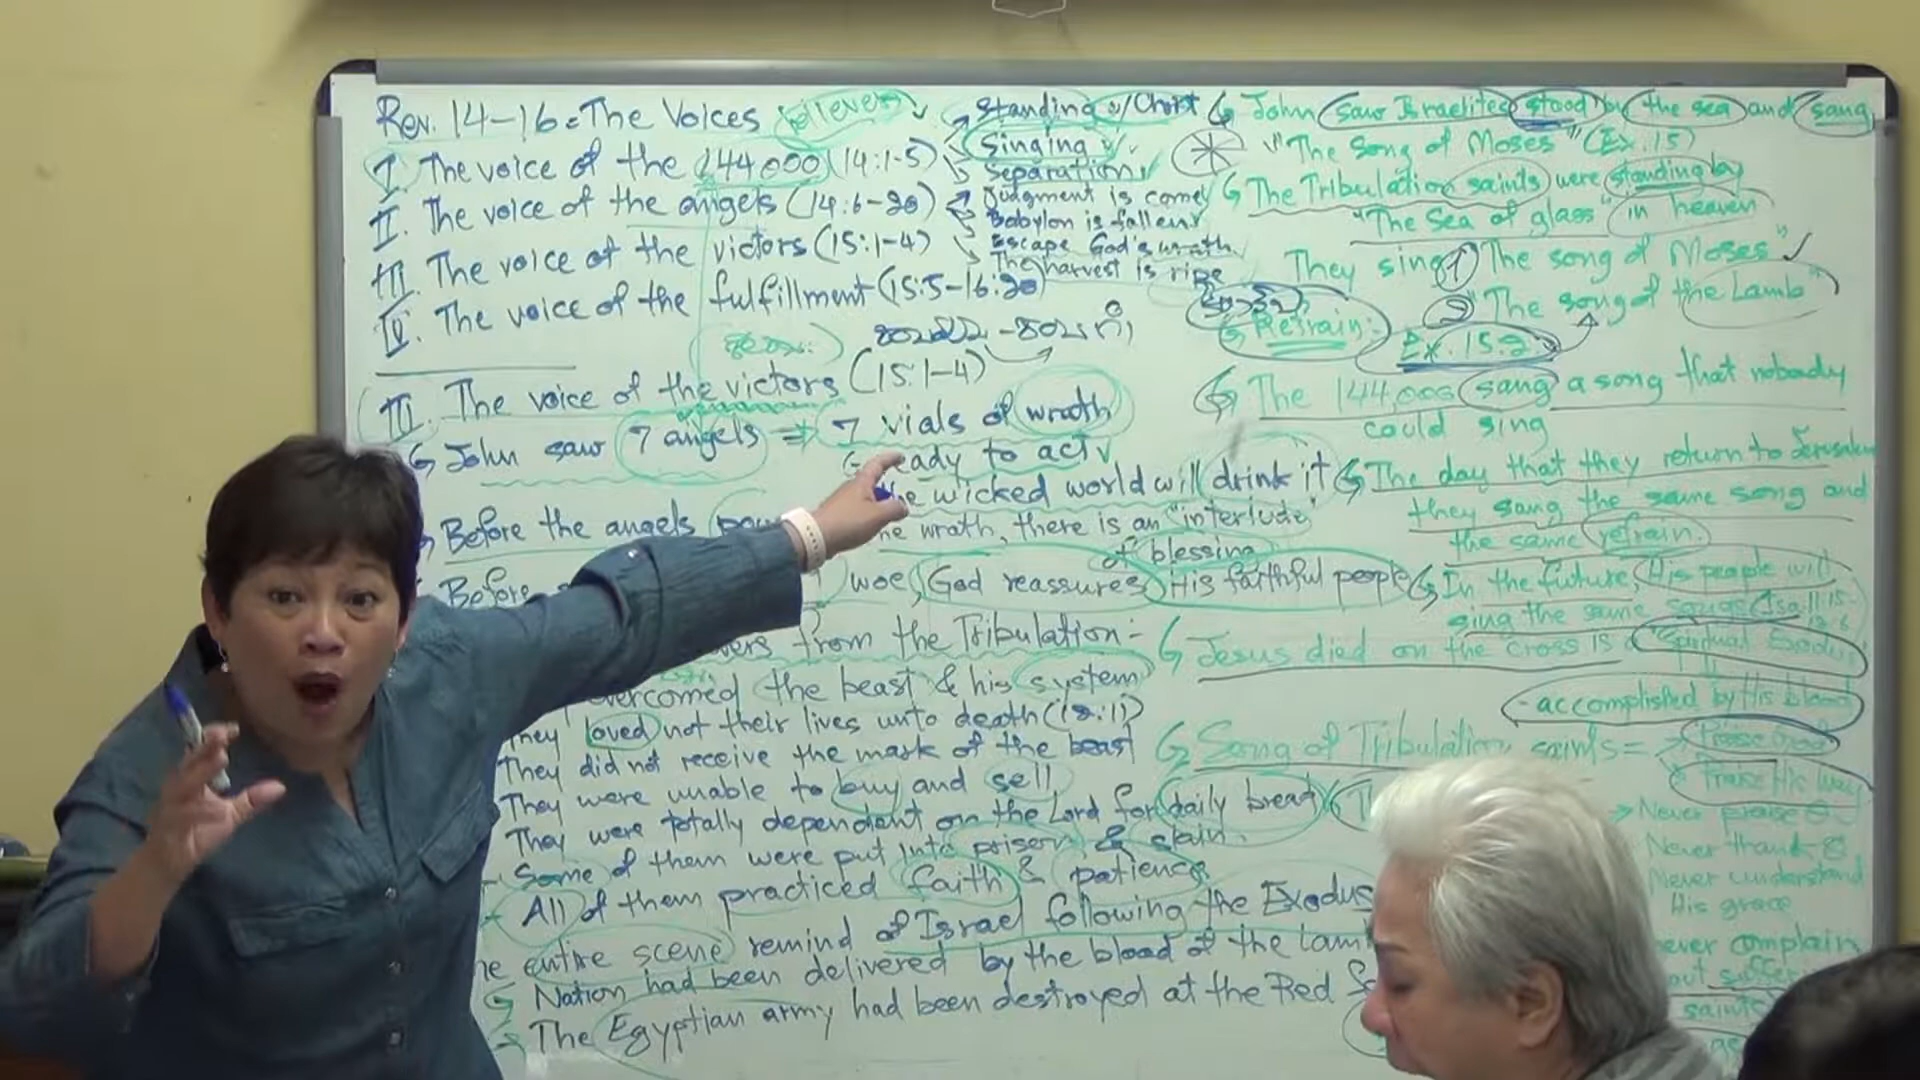 Rev. 14-16 = The Voices believers
I. The voice of the 144,000 (14:1-5)
Standing w/Christ
Singing
Separation
II. The voice of the angels (14:6-20)
Judgment is come
Babylon is fallen
Escape God's wrath
The harvest is ripe
III. The voice of the victors (15:1-4)
IV. The voice of the fulfillment (15:5-16:20)
III. The voice of the victors (15:1-4)
John saw 7 angels ⇒ 7 vials of wrath
ready to act
the wicked world will drink it
Before the angels pour the wrath, there is an "interlude"
of blessing
Before woe, God reassures His faithful people
from the Tribulation:-
overcomed the beast & his system
They loved not their lives unto death (12:11)
They did not receive the mark of the beast
They were unable to buy and sell
They were totally dependent on the Lord for daily bread
Some of them were put into prison & slain.
All of them practiced faith & patience
The entire scene remind of Israel following the Exodus
Nation had been delivered by the blood of the lamb
The Egyptian army had been destroyed at the Red
John saw Israelites stood by the sea and sang
"The Song of Moses" (Ex. 15)
The Tribulation saints were standing by
"The Sea of glass" in heaven
They sing ① The song of Moses"
② "The song of the Lamb"
Refrain:- Ex. 15:2
The 144,000 sang a song that nobody
could sing
The day that they return to Jerusalem
they sang the same song and
the same refrain.
In the future, His people will
sing the same songs (Isa. 11:15-
12:6
Jesus died on the cross is a "Spiritual Exodus"
- accomplished by His blood
Song of Tribulation saints = Praise God
Praise His way
Never praise
Never thank
Never understand
His grace
never complain
but suffer
saints